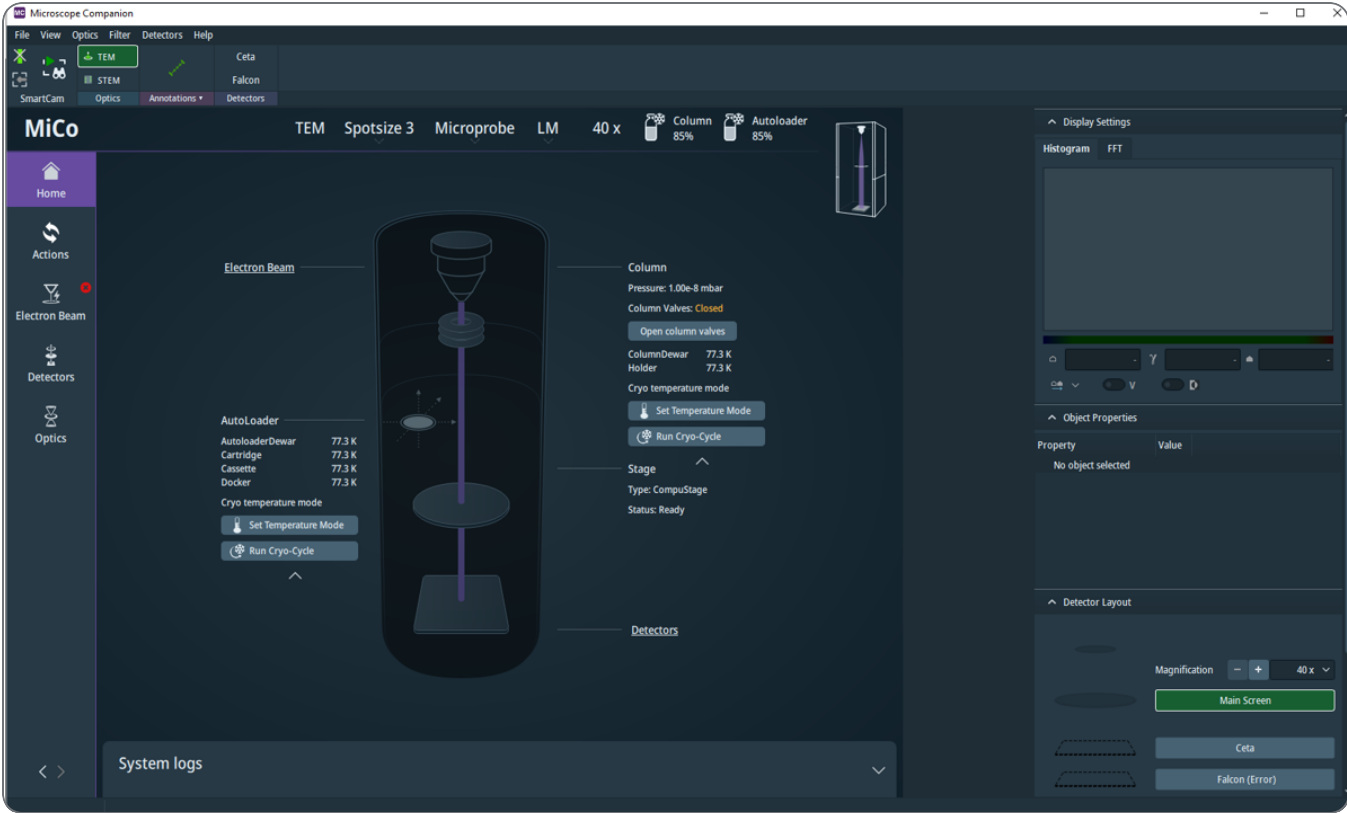 MC Microscope Companion
File View Optics Filter Detectors Help
TEM
STEM
Ceta
Falcon
SmartCam Optics Annotations Detectors
MiCo
TEM Spotsize 3 Microprobe LM 40 x
Column
85%
Autoloader
85%
Home
Actions
Electron Beam
Detectors
Optics
Electron Beam
Column
Pressure: 1.00e-8 mbar
Column Valves: Closed
Open column valves
ColumnDewar 77.3 K
Holder 77.3 K
Cryo temperature mode
Set Temperature Mode
Run Cryo-Cycle
AutoLoader
AutoloaderDewar 77.3 K
Cartridge 77.3 K
Cassette 77.3 K
Docker 77.3 K
Cryo temperature mode
Set Temperature Mode
Run Cryo-Cycle
Stage
Type: CompuStage
Status: Ready
Detectors
System logs
Display Settings
Histogram FFT
- γ - -
V D
Object Properties
Property Value
No object selected
Detector Layout
Magnification - + 40 x
Main Screen
Ceta
Falcon (Error)